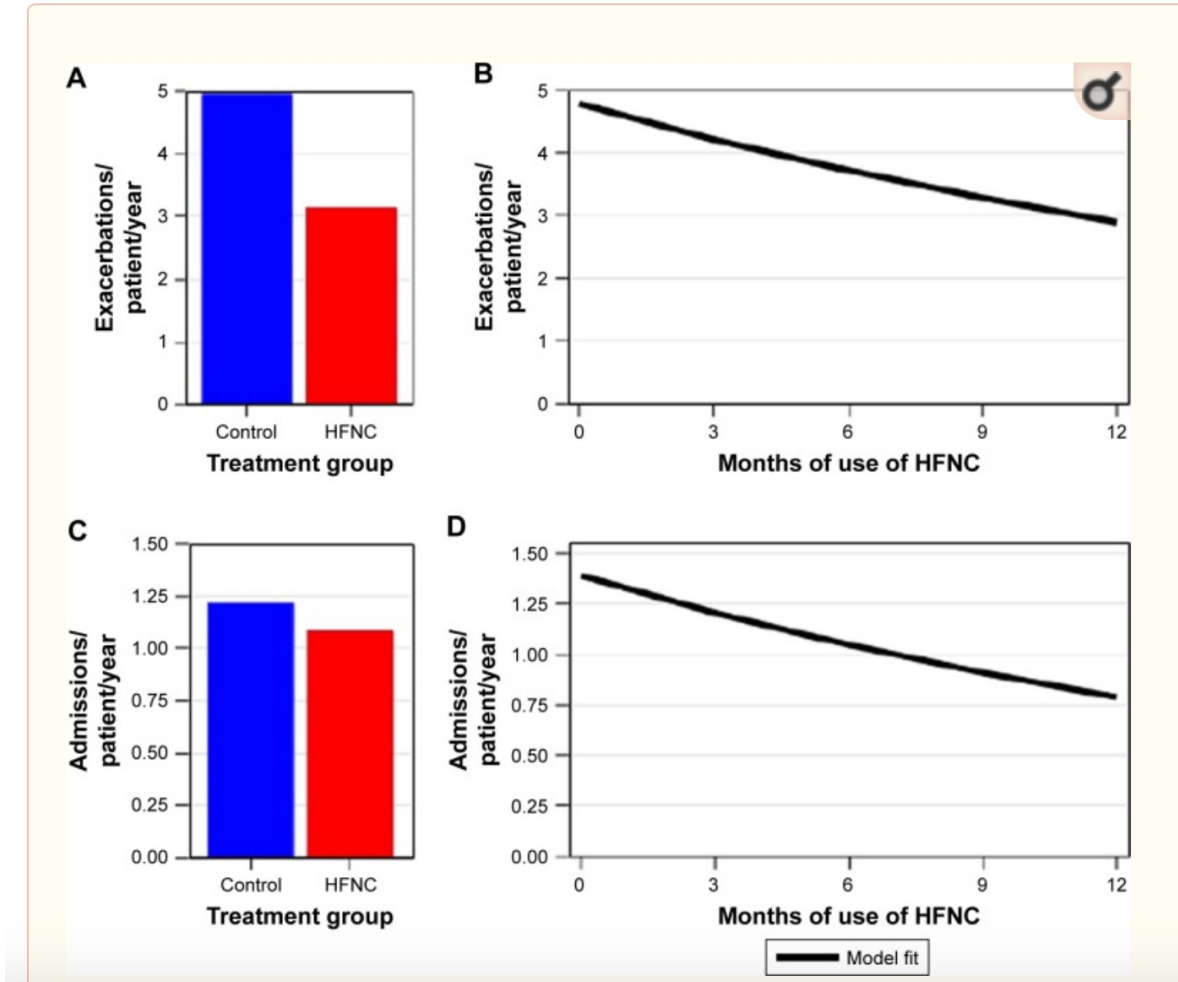 A
Exacerbations/
patient/year
5
4
3
2
1
0
Control HFNC
Treatment group
B
Exacerbations/
patient/year
5
4
3
2
1
0
0 3 6 9 12
Months of use of HFNC
C
Admissions/
patient/year
1.50
1.25
1.00
0.75
0.50
0.25
0.00
Control HFNC
Treatment group
D
Admissions/
patient/year
1.50
1.25
1.00
0.75
0.50
0.25
0.00
0 3 6 9 12
Months of use of HFNC
Model fit